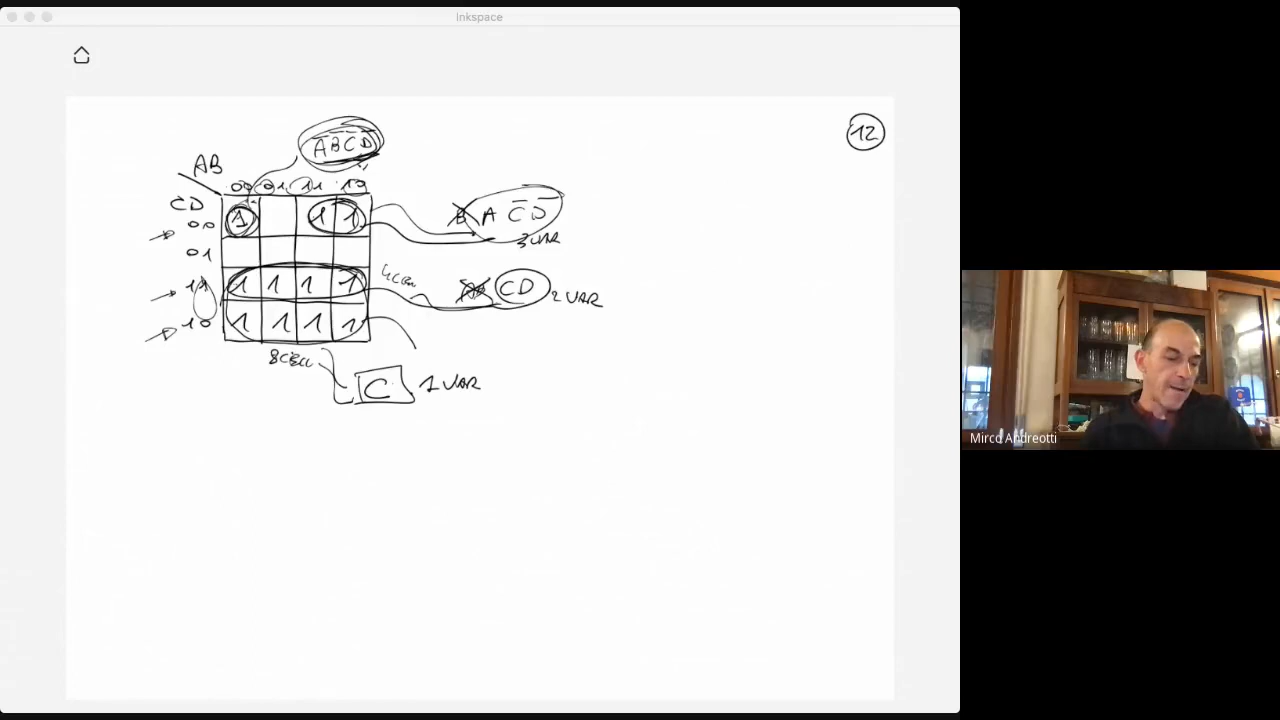 inkspace
12
A̅ B̅ C̅ D̅
AB
00 01 11 10
CD
00 1 1 1
B A C̅ D̅
3 VAR
01
11 1 1 1 1
4 CELL
CD 2 VAR
10 1 1 1 1
8 CELL
C 1 VAR
Mirco Andreotti